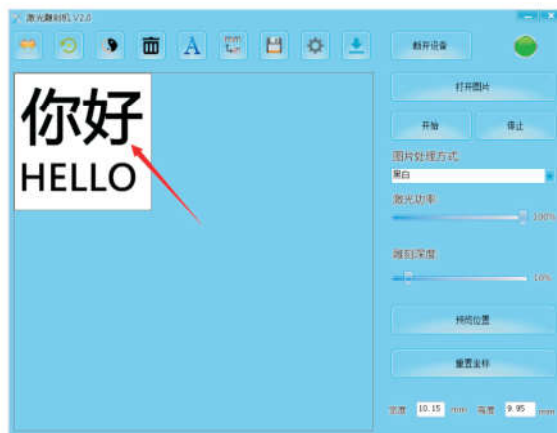 激光雕刻机 V2.0
断开设备
打开图片
你好
HELLO
开始
停止
图片处理方式
黑白
激光功率
100%
雕刻深度
10%
预览位置
重置坐标
宽度 10.15 mm 高度 9.95 mm